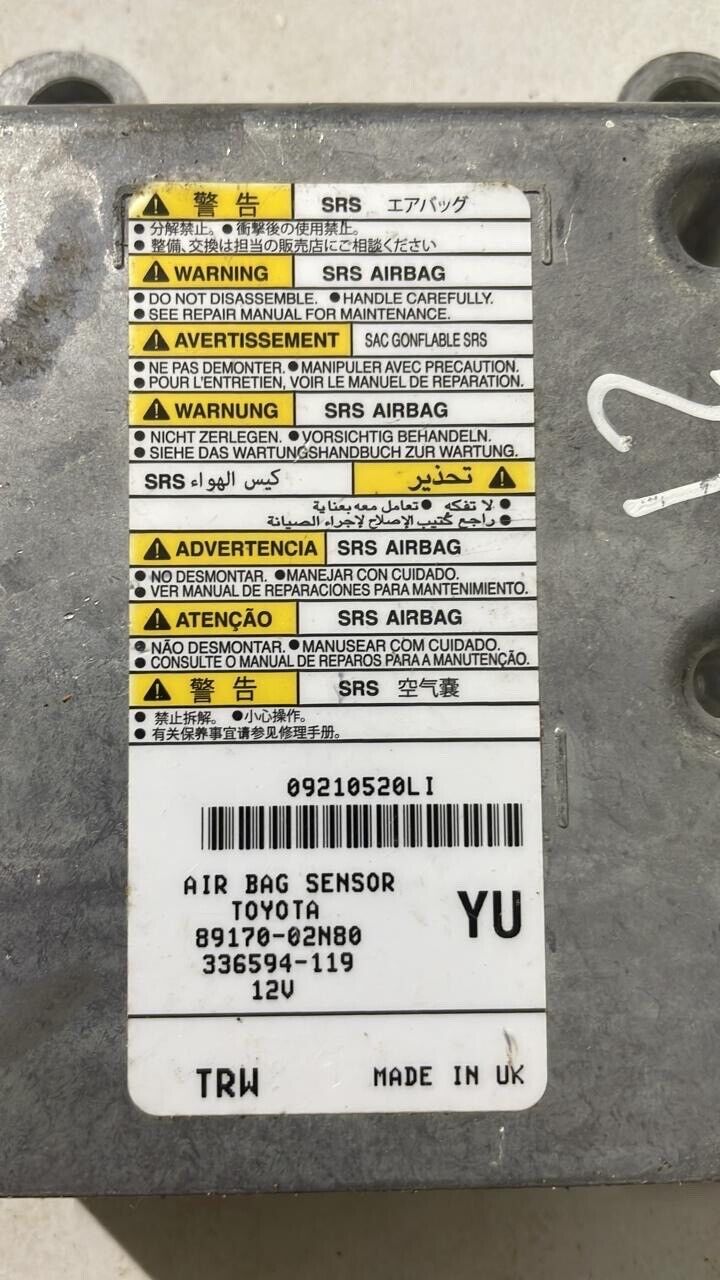 警告 SRS エアバッグ
● 分解禁止。 ● 衝撃後の使用禁止。
● 整備、交換は担当の販売店にご相談ください
WARNING SRS AIRBAG
● DO NOT DISASSEMBLE. ● HANDLE CAREFULLY.
● SEE REPAIR MANUAL FOR MAINTENANCE.
AVERTISSEMENT SAC GONFLABLE SRS
● NE PAS DEMONTER. ● MANIPULER AVEC PRECAUTION.
● POUR L'ENTRETIEN, VOIR LE MANUEL DE REPARATION.
WARNUNG SRS AIRBAG
● NICHT ZERLEGEN. ● VORSICHTIG BEHANDELN.
● SIEHE DAS WARTUNGSHANDBUCH ZUR WARTUNG.
تحذير كيس الهواء SRS
● لا تفكه ● تعامل معه بعناية
● راجع كتيب الإصلاح لإجراء الصيانة
ADVERTENCIA SRS AIRBAG
● NO DESMONTAR. ● MANEJAR CON CUIDADO.
● VER MANUAL DE REPARACIONES PARA MANTENIMIENTO.
ATENÇÃO SRS AIRBAG
● NÃO DESMONTAR. ● MANUSEAR COM CUIDADO.
● CONSULTE O MANUAL DE REPAROS PARA A MANUTENÇÃO.
警告 SRS 空气囊
● 禁止拆解。 ● 小心操作。
● 有关保养事宜请参见修理手册。
09210520LI
AIR BAG SENSOR
TOYOTA
YU
89170-02N80
336594-119
12V
TRW MADE IN UK